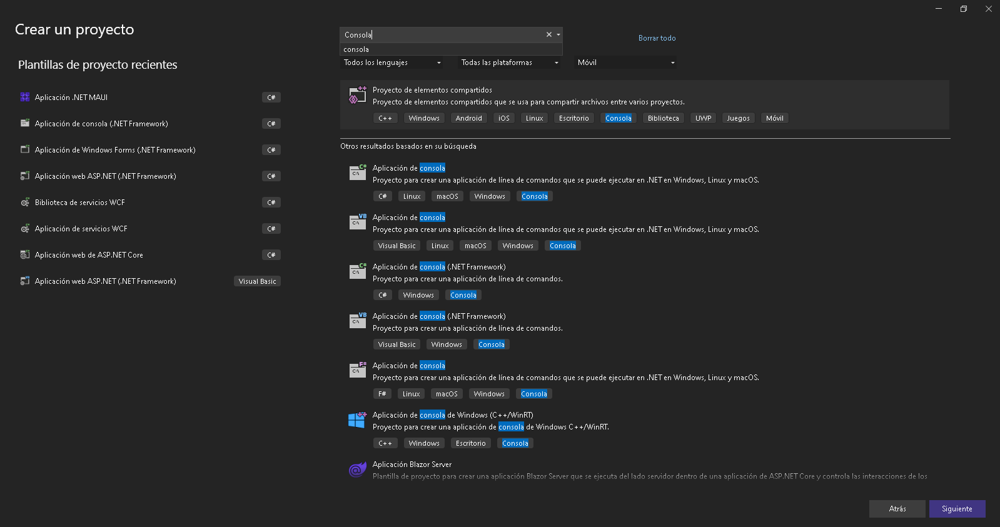 Crear un proyecto
Plantillas de proyecto recientes
Aplicación .NET MAUI C#
Aplicación de consola (.NET Framework) C#
Aplicación de Windows Forms (.NET Framework) C#
Aplicación web ASP.NET (.NET Framework) C#
Biblioteca de servicios WCF C#
Aplicación de servicios WCF C#
Aplicación web de ASP.NET Core C#
Aplicación web ASP.NET (.NET Framework) Visual Basic
Consola
consola
Borrar todo
Todos los lenguajes Todas las plataformas Móvil
Proyecto de elementos compartidos
Proyecto de elementos compartidos que se usa para compartir archivos entre varios proyectos.
C++ Windows Android iOS Linux Escritorio Consola Biblioteca UWP Juegos Móvil
Otros resultados basados en su búsqueda
C#
C:\
Aplicación de consola
Proyecto para crear una aplicación de línea de comandos que se puede ejecutar en .NET en Windows, Linux y macOS.
C# Linux macOS Windows Consola
VB
C:\
Aplicación de consola
Proyecto para crear una aplicación de línea de comandos que se puede ejecutar en .NET en Windows, Linux y macOS.
Visual Basic Linux macOS Windows Consola
C#
C:\
Aplicación de consola (.NET Framework)
Proyecto para crear una aplicación de línea de comandos.
C# Windows Consola
VB
C:\
Aplicación de consola (.NET Framework)
Proyecto para crear una aplicación de línea de comandos.
Visual Basic Windows Consola
F#
C:\
Aplicación de consola
Proyecto para crear una aplicación de línea de comandos que se puede ejecutar en .NET en Windows, Linux y macOS.
F# Linux macOS Windows Consola
++
Aplicación de consola de Windows (C++/WinRT)
Proyecto para crear una aplicación de consola de Windows C++/WinRT.
C++ Windows Escritorio Consola
Aplicación Blazor Server
Plantilla de proyecto para crear una aplicación Blazor Server que se ejecuta del lado servidor dentro de una aplicación de ASP.NET Core y controla las interacciones de los
Atrás Siguiente